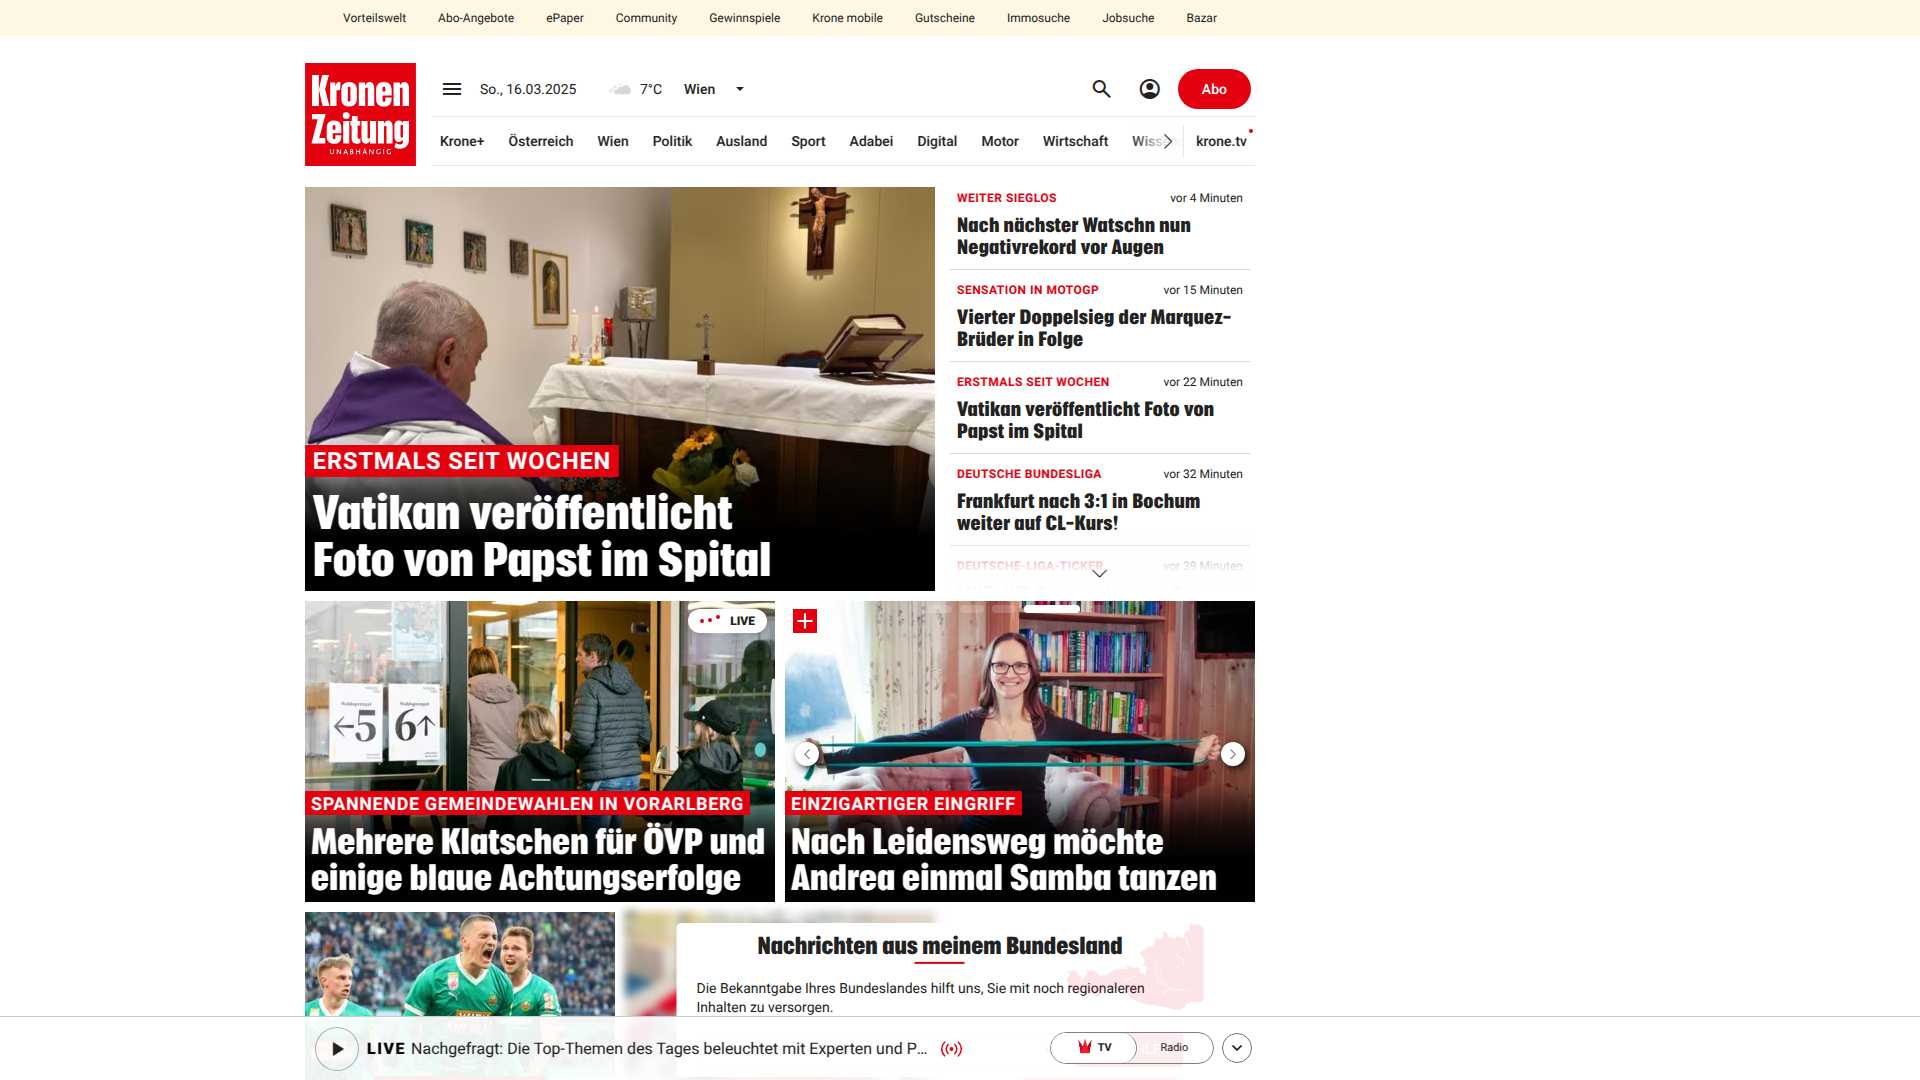 Vorteilswelt Abo-Angebote ePaper Community Gewinnspiele Krone mobile Gutscheine Immosuche Jobsuche Bazar
Kronen
Zeitung
UNABHÄNGIG
So., 16.03.2025 7°C Wien
Abo
Krone+ Österreich Wien Politik Ausland Sport Adabei Digital Motor Wirtschaft krone.tv
ERSTMALS SEIT WOCHEN
Vatikan veröffentlicht
Foto von Papst im Spital
WEITER SIEGLOS vor 4 Minuten
Nach nächster Watschn nun
Negativrekord vor Augen
SENSATION IN MOTOGP vor 15 Minuten
Vierter Doppelsieg der Marquez-
Brüder in Folge
ERSTMALS SEIT WOCHEN vor 22 Minuten
Vatikan veröffentlicht Foto von
Papst im Spital
DEUTSCHE BUNDESLIGA vor 32 Minuten
Frankfurt nach 3:1 in Bochum
weiter auf CL-Kurs!
DEUTSCHE-LIGA-TICKER vor 39 Minuten
LIVE
5
6
SPANNENDE GEMEINDEWAHLEN IN VORARLBERG
Mehrere Klatschen für ÖVP und
einige blaue Achtungserfolge
EINZIGARTIGER EINGRIFF
Nach Leidensweg möchte
Andrea einmal Samba tanzen
Nachrichten aus meinem Bundesland
Die Bekanntgabe Ihres Bundeslandes hilft uns, Sie mit noch regionaleren
Inhalten zu versorgen.
LIVE Nachgefragt: Die Top-Themen des Tages beleuchtet mit Experten und P...
TV Radio